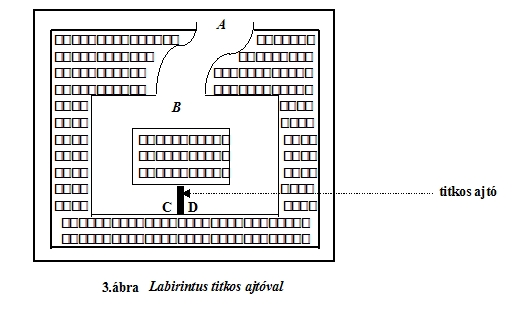 A
B
titkos ajtó
C D
3.ábra Labirintus titkos ajtóval